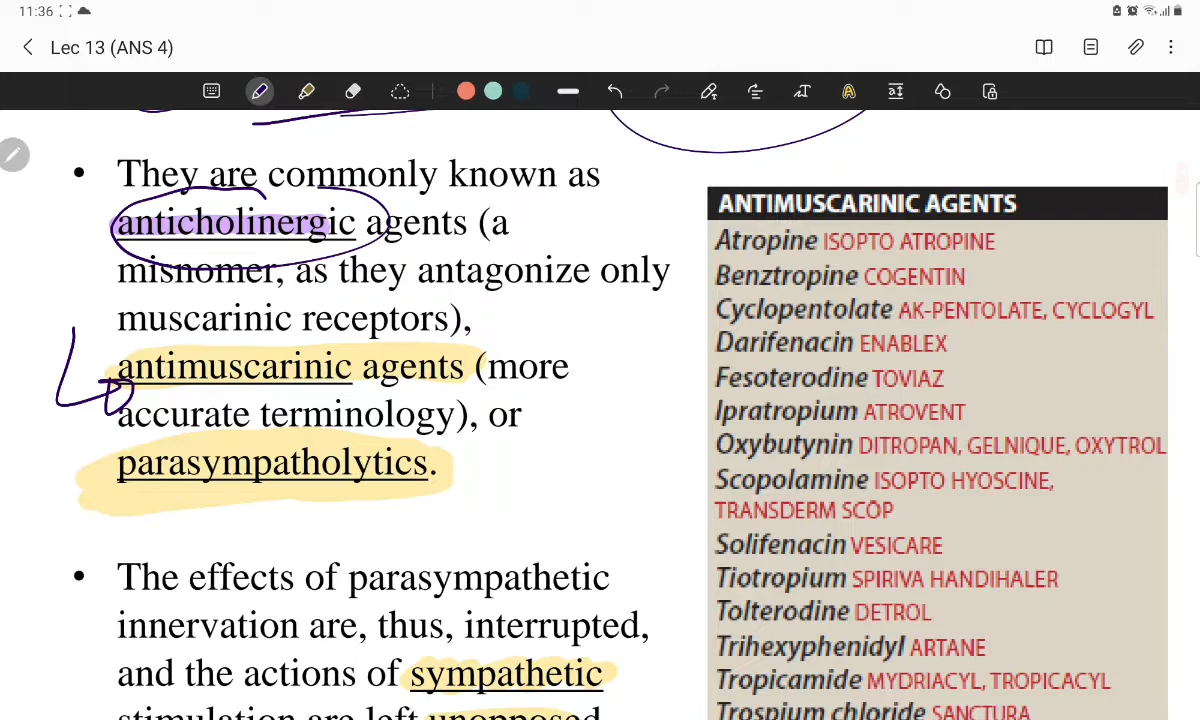 11:36
Lec 13 (ANS 4)
• They are commonly known as
anticholinergic agents (a
misnomer, as they antagonize only
muscarinic receptors),
antimuscarinic agents (more
accurate terminology), or
parasympatholytics.
• The effects of parasympathetic
innervation are, thus, interrupted,
and the actions of sympathetic
stimulation are left unopposed
ANTIMUSCARINIC AGENTS
Atropine ISOPTO ATROPINE
Benztropine COGENTIN
Cyclopentolate AK-PENTOLATE, CYCLOGYL
Darifenacin ENABLEX
Fesoterodine TOVIAZ
Ipratropium ATROVENT
Oxybutynin DITROPAN, GELNIQUE, OXYTROL
Scopolamine ISOPTO HYOSCINE,
TRANSDERM SCŌP
Solifenacin VESICARE
Tiotropium SPIRIVA HANDIHALER
Tolterodine DETROL
Trihexyphenidyl ARTANE
Tropicamide MYDRIACYL, TROPICACYL
Trospium chloride SANCTURA